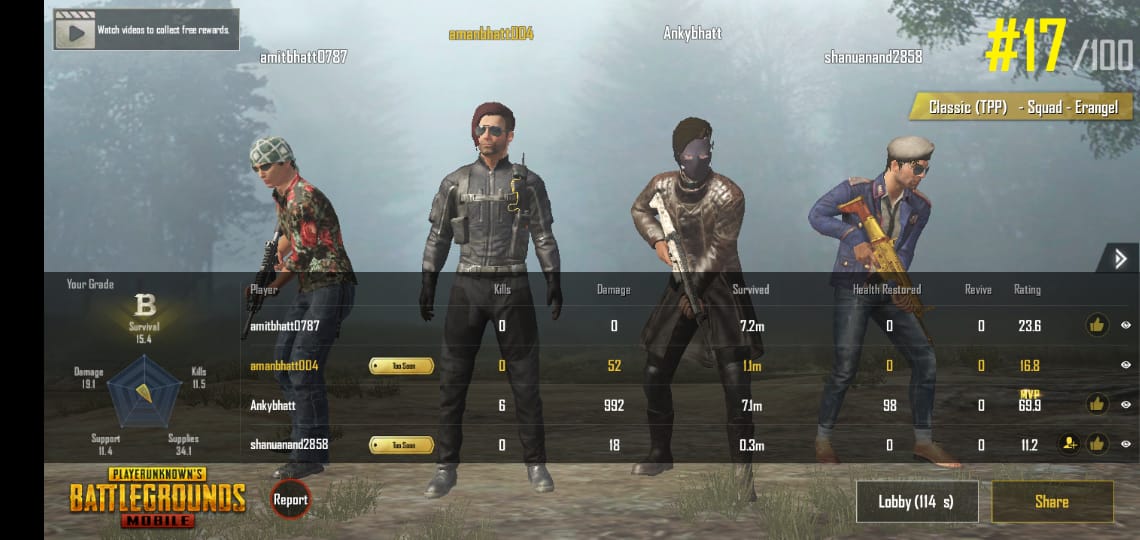 Watch videos to collect free rewards.
amitbhatt0787
amanbhatt004
Ankybhatt
shanuanand2858
#17/100
Classic (TPP) - Squad - Erangel
Your Grade
B
Survival
15.4
Damage
19.1
Kills
11.5
Support
11.4
Supplies
34.1
Player Kills Damage Survived Health Restored Revive Rating
amitbhatt0787 0 0 7.2m 0 0 23.6
amanbhatt004 Too Soon 0 52 1.1m 0 0 16.8
MVP
Ankybhatt 6 992 7.1m 98 0 69.9
shanuanand2858 Too Soon 0 18 0.3m 0 0 11.2
PLAYERUNKNOWN'S
BATTLEGROUNDS
MOBILE
Report
Lobby (114 s)
Share